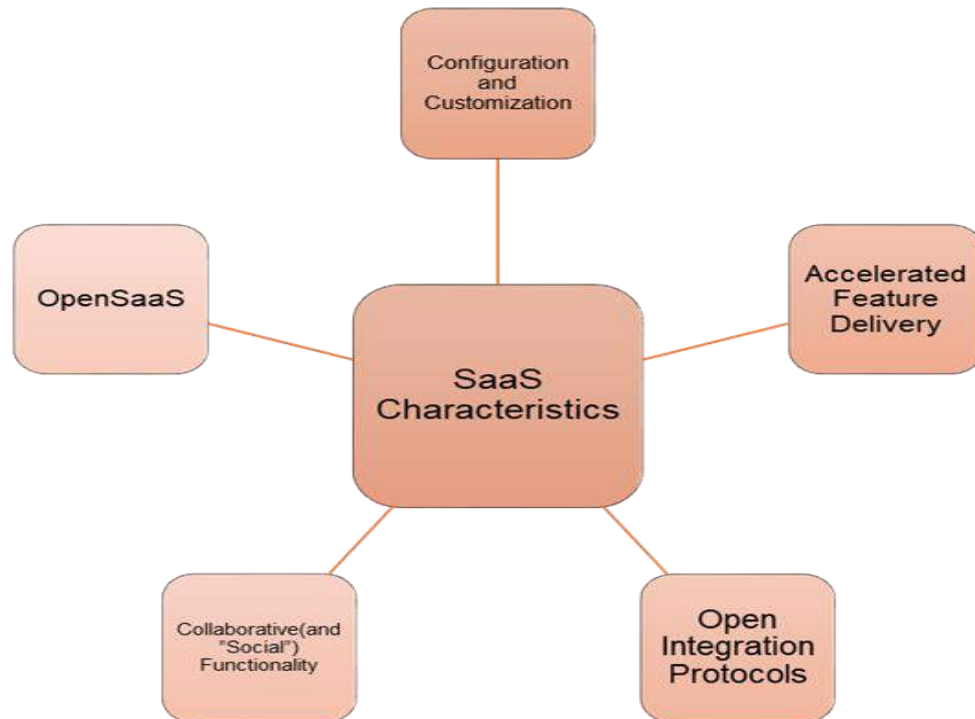 Configuration
and
Customization
OpenSaaS
Accelerated
Feature
Delivery
SaaS
Characteristics
Collaborative(and
"Social")
Functionality
Open
Integration
Protocols